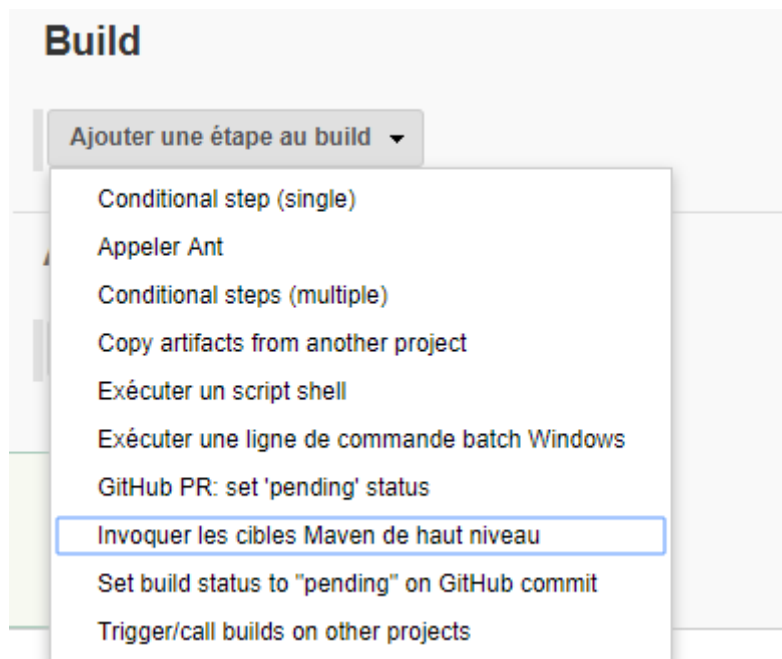 Build
Ajouter une étape au build
Conditional step (single)
Appeler Ant
Conditional steps (multiple)
Copy artifacts from another project
Exécuter un script shell
Exécuter une ligne de commande batch Windows
GitHub PR: set 'pending' status
Invoquer les cibles Maven de haut niveau
Set build status to "pending" on GitHub commit
Trigger/call builds on other projects